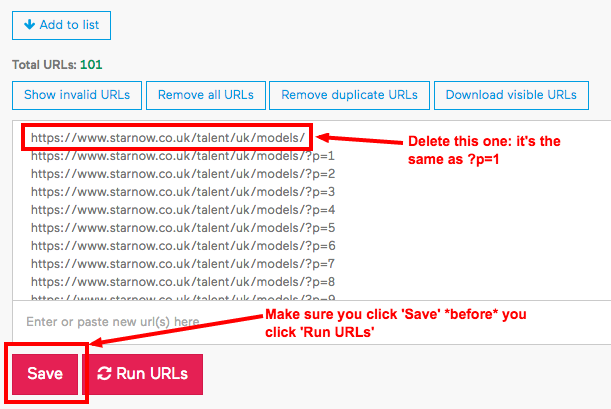 Add to list
Total URLs: 101
Show invalid URLs
Remove all URLs
Remove duplicate URLs
Download visible URLs
https://www.starnow.co.uk/talent/uk/models/
Delete this one: it's the
same as ?p=1
https://www.starnow.co.uk/talent/uk/models/?p=1
https://www.starnow.co.uk/talent/uk/models/?p=2
https://www.starnow.co.uk/talent/uk/models/?p=3
https://www.starnow.co.uk/talent/uk/models/?p=4
https://www.starnow.co.uk/talent/uk/models/?p=5
https://www.starnow.co.uk/talent/uk/models/?p=6
https://www.starnow.co.uk/talent/uk/models/?p=7
https://www.starnow.co.uk/talent/uk/models/?p=8
https://www.starnow.co.uk/talent/uk/models/?p=9
Enter or paste new url(s) here
Make sure you click 'Save' *before* you
click 'Run URLs'
Save
Run URLs